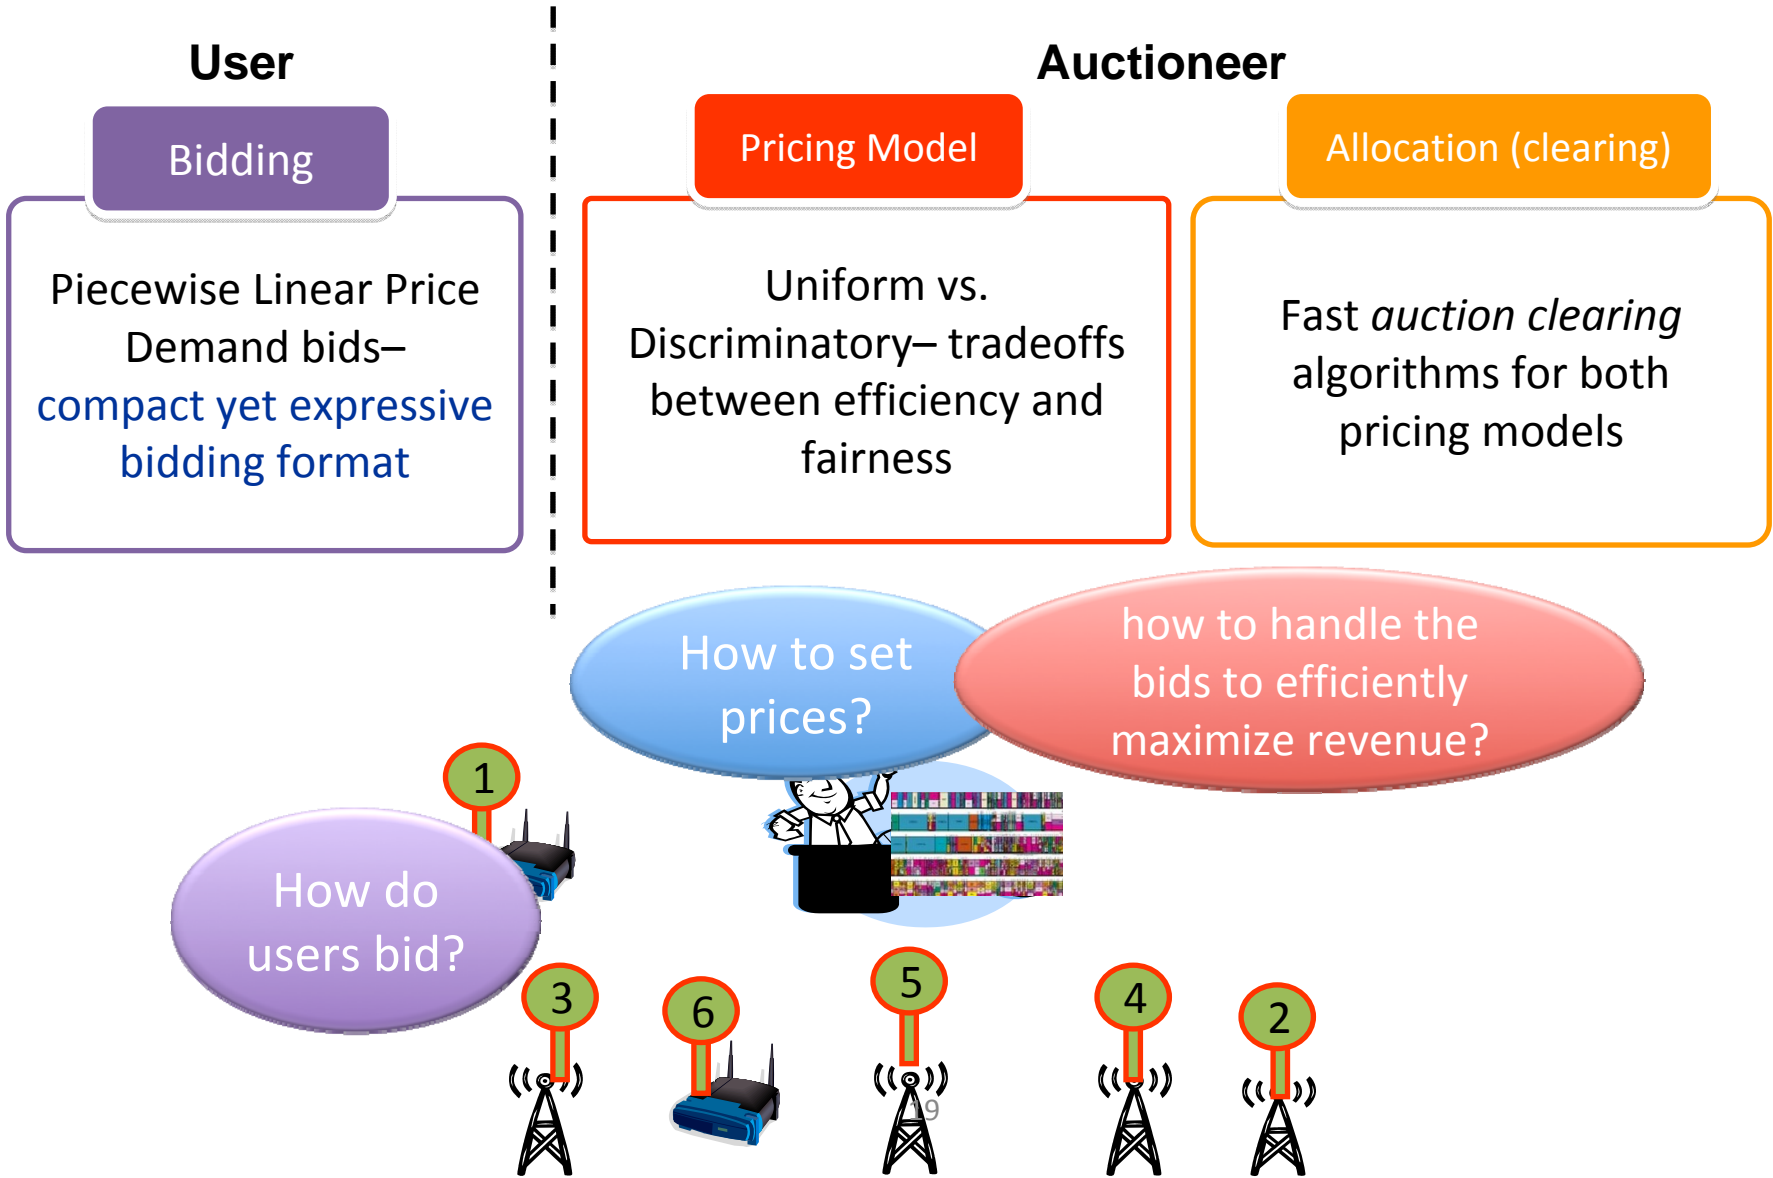 User
Auctioneer
Bidding
Pricing Model
Allocation (clearing)
Piecewise Linear Price
Demand bids–
compact yet expressive
bidding format
Uniform vs.
Discriminatory– tradeoffs
between efficiency and
fairness
Fast auction clearing
algorithms for both
pricing models
How to set
prices?
how to handle the
bids to efficiently
maximize revenue?
1
How do
users bid?
3
6
5
4
2
19